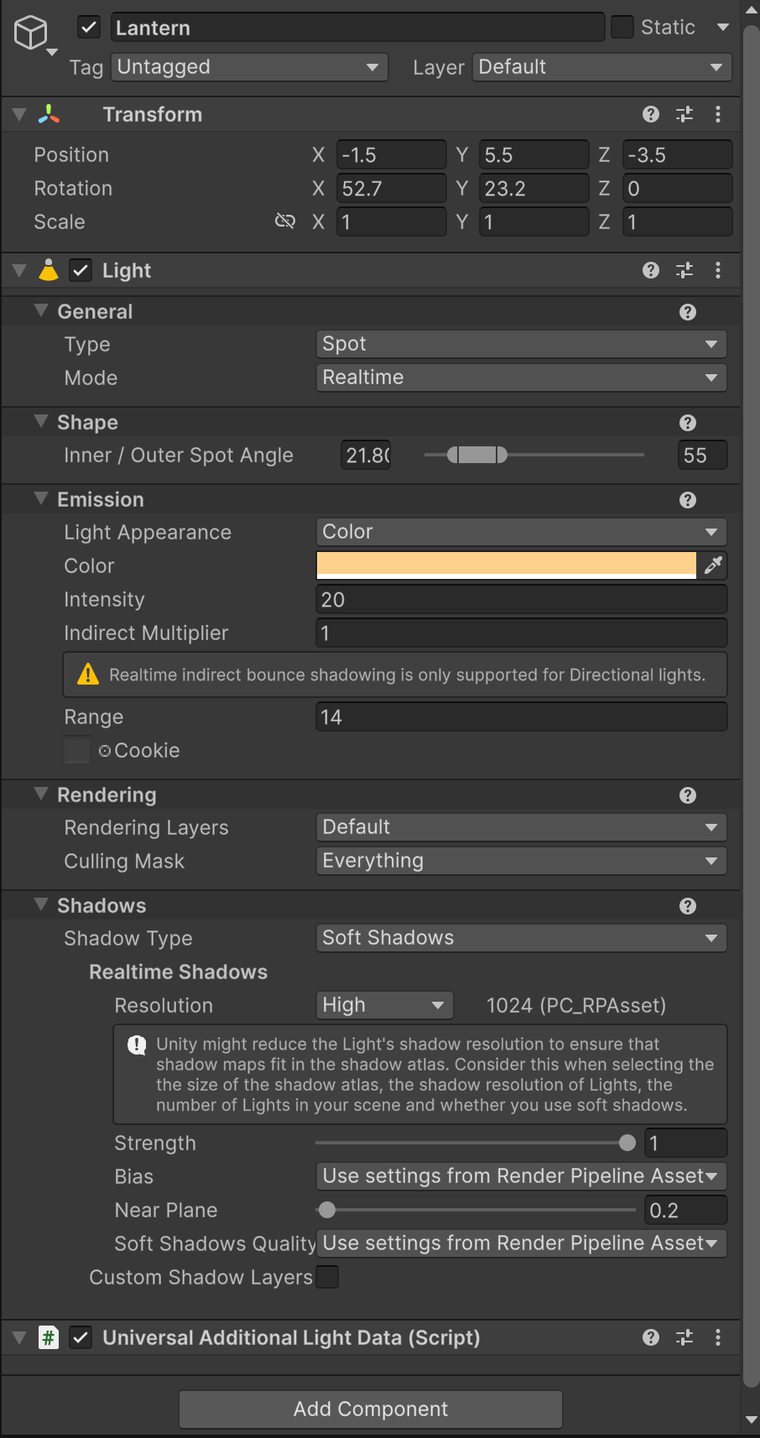 Lantern Static
Tag Untagged Layer Default
Transform
Position X -1.5 Y 5.5 Z -3.5
Rotation X 52.7 Y 23.2 Z 0
Scale X 1 Y 1 Z 1
Light
General
Type Spot
Mode Realtime
Shape
Inner / Outer Spot Angle 21.80 55
Emission
Light Appearance Color
Color
Intensity 20
Indirect Multiplier 1
Realtime indirect bounce shadowing is only supported for Directional lights.
Range 14
Cookie
Rendering
Rendering Layers Default
Culling Mask Everything
Shadows
Shadow Type Soft Shadows
Realtime Shadows
Resolution High 1024 (PC_RPAsset)
Unity might reduce the Light's shadow resolution to ensure that
shadow maps fit in the shadow atlas. Consider this when selecting the
the size of the shadow atlas, the shadow resolution of Lights, the
number of Lights in your scene and whether you use soft shadows.
Strength 1
Bias Use settings from Render Pipeline Asset
Near Plane 0.2
Soft Shadows Quality Use settings from Render Pipeline Asset
Custom Shadow Layers
# Universal Additional Light Data (Script)
Add Component